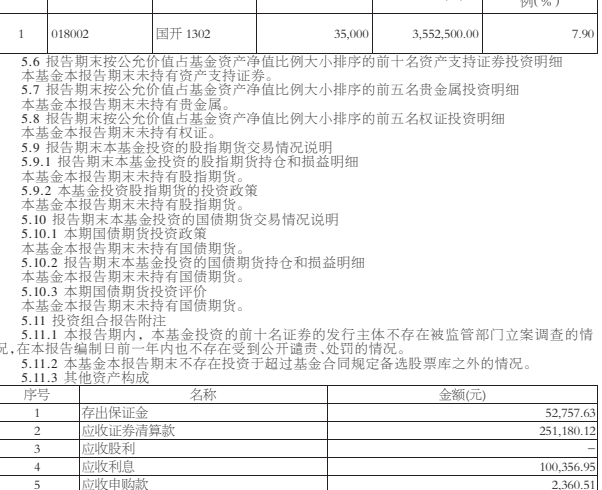 例(%)
1 018002 国开 1302 35,000 3,552,500.00 7.90
5.6 报告期末按公允价值占基金资产净值比例大小排序的前十名资产支持证券投资明细
本基金本报告期末未持有资产支持证券。
5.7 报告期末按公允价值占基金资产净值比例大小排序的前五名贵金属投资明细
本基金本报告期末未持有贵金属。
5.8 报告期末按公允价值占基金资产净值比例大小排序的前五名权证投资明细
本基金本报告期末未持有权证。
5.9 报告期末本基金投资的股指期货交易情况说明
5.9.1 报告期末本基金投资的股指期货持仓和损益明细
本基金本报告期末未持有股指期货。
5.9.2 本基金投资股指期货的投资政策
本基金本报告期末未持有股指期货。
5.10 报告期末本基金投资的国债期货交易情况说明
5.10.1 本期国债期货投资政策
本基金本报告期末未持有国债期货。
5.10.2 报告期末本基金投资的国债期货持仓和损益明细
本基金本报告期末未持有国债期货。
5.10.3 本期国债期货投资评价
本基金本报告期末未持有国债期货。
5.11 投资组合报告附注
5.11.1 本报告期内，本基金投资的前十名证券的发行主体不存在被监管部门立案调查的情
况,在本报告编制日前一年内也不存在受到公开谴责、处罚的情况。
5.11.2 本基金本报告期末不存在投资于超过基金合同规定备选股票库之外的情况。
5.11.3 其他资产构成
序号 名称 金额(元)
1 存出保证金 52,757.63
2 应收证券清算款 251,180.12
3 应收股利 –
4 应收利息 100,356.95
5 应收申购款 2,360.51